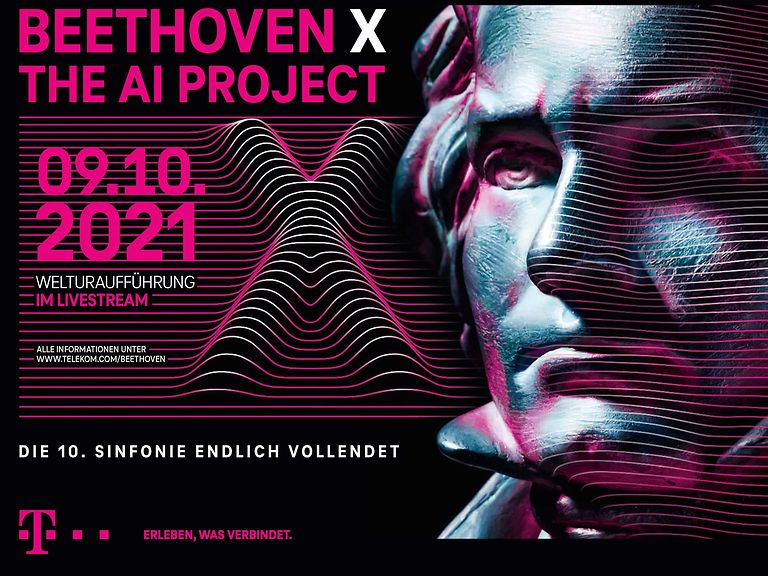 BEETHOVEN X
THE AI PROJECT
09.10.
2021
WELTURAUFFÜHRUNG
IM LIVESTREAM
ALLE INFORMATIONEN UNTER
WWW.TELEKOM.COM/BEETHOVEN
DIE 10. SINFONIE ENDLICH VOLLENDET
T
ERLEBEN, WAS VERBINDET.